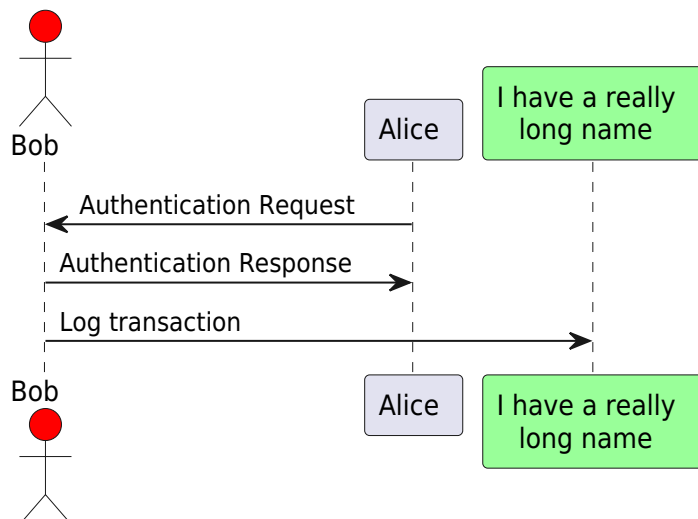 Bob
Alice
I have a really
long name
Authentication Request
Authentication Response
Log transaction
Bob
Alice
I have a really
long name